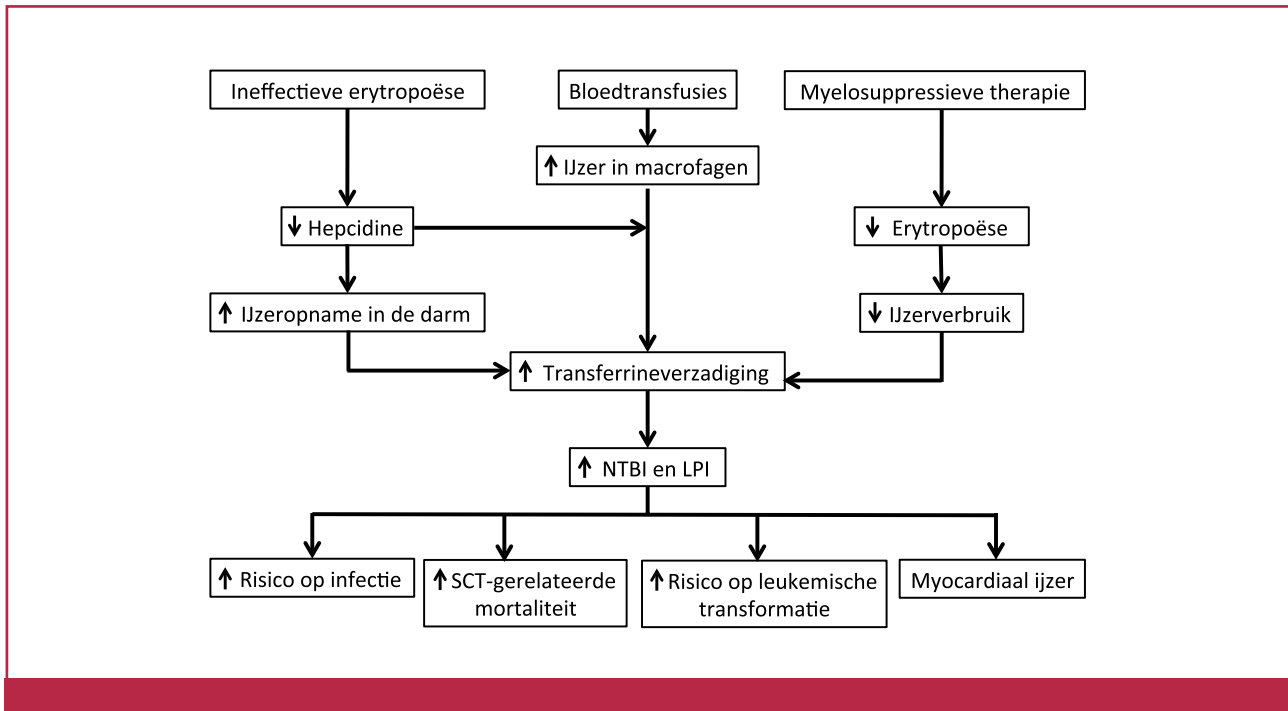 Ineffectieve erytropoëse
Bloedtransfusies
Myelosuppressieve therapie
↑ IJzer in macrofagen
↓ Hepcidine
↓ Erytropoëse
↑ IJzeropname in de darm
↓ IJzerverbruik
↑ Transferrineverzadiging
↑ NTBI en LPI
↑ Risico op infectie
↑ SCT-gerelateerde
mortaliteit
↑ Risico op leukemische
transformatie
Myocardiaal ijzer